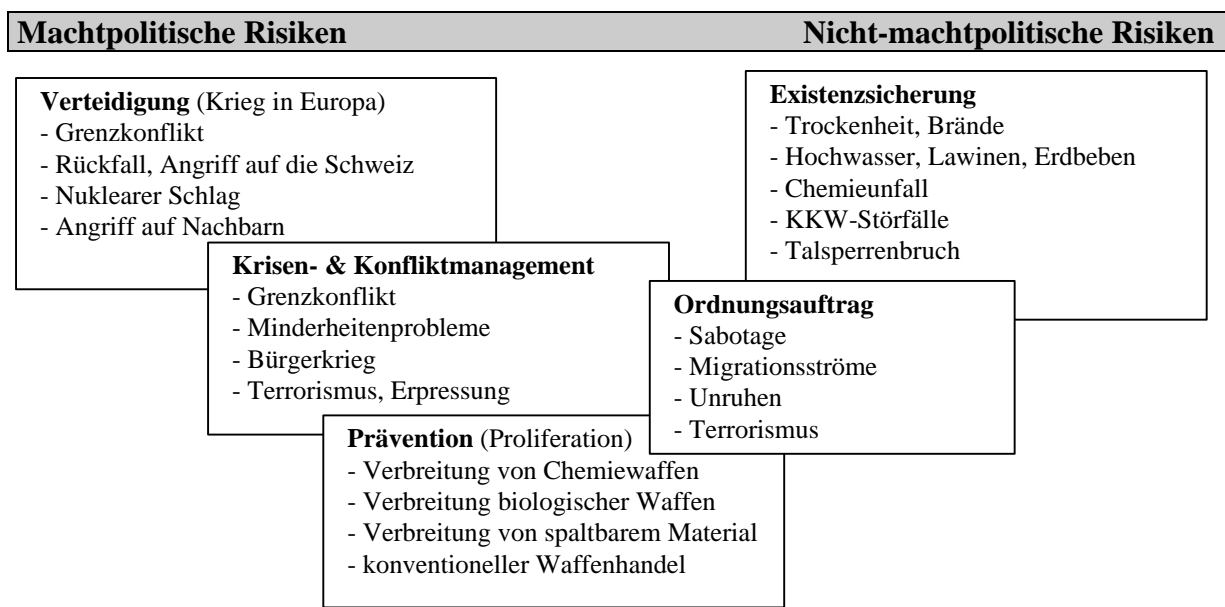 Machtpolitische Risiken Nicht-machtpolitische Risiken
Verteidigung (Krieg in Europa)
- Grenzkonflikt
- Rückfall, Angriff auf die Schweiz
- Nuklearer Schlag
- Angriff auf Nachbarn
Krisen- & Konfliktmanagement
- Grenzkonflikt
- Minderheitenprobleme
- Bürgerkrieg
- Terrorismus, Erpressung
Prävention (Proliferation)
- Verbreitung von Chemiewaffen
- Verbreitung biologischer Waffen
- Verbreitung von spaltbarem Material
- konventioneller Waffenhandel
Existenzsicherung
- Trockenheit, Brände
- Hochwasser, Lawinen, Erdbeben
- Chemieunfall
- KKW-Störfälle
- Talsperrenbruch
Ordnungsauftrag
- Sabotage
- Migrationsströme
- Unruhen
- Terrorismus